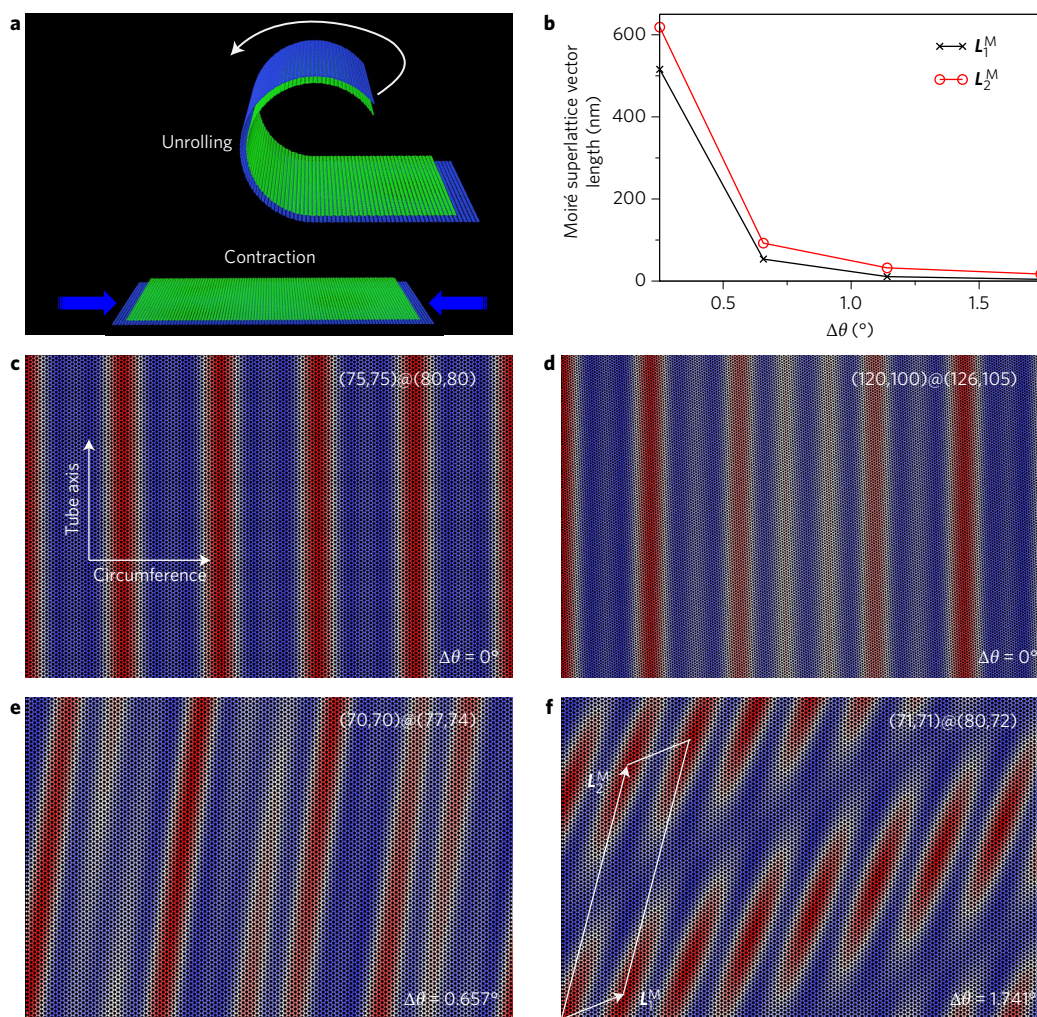 a
Unrolling
Contraction
b
Moiré superlattice vector
length (nm)
600
400
200
0
0.5
1.0
1.5
Δθ (°)
L₁ᴹ
L₂ᴹ
c
(75,75)@(80,80)
Tube axis
Circumference
Δθ = 0°
d
(120,100)@(126,105)
Δθ = 0°
e
(70,70)@(77,74)
Δθ = 0.657°
f
(71,71)@(80,72)
L₂ᴹ
L₁ᴹ
Δθ = 1.741°